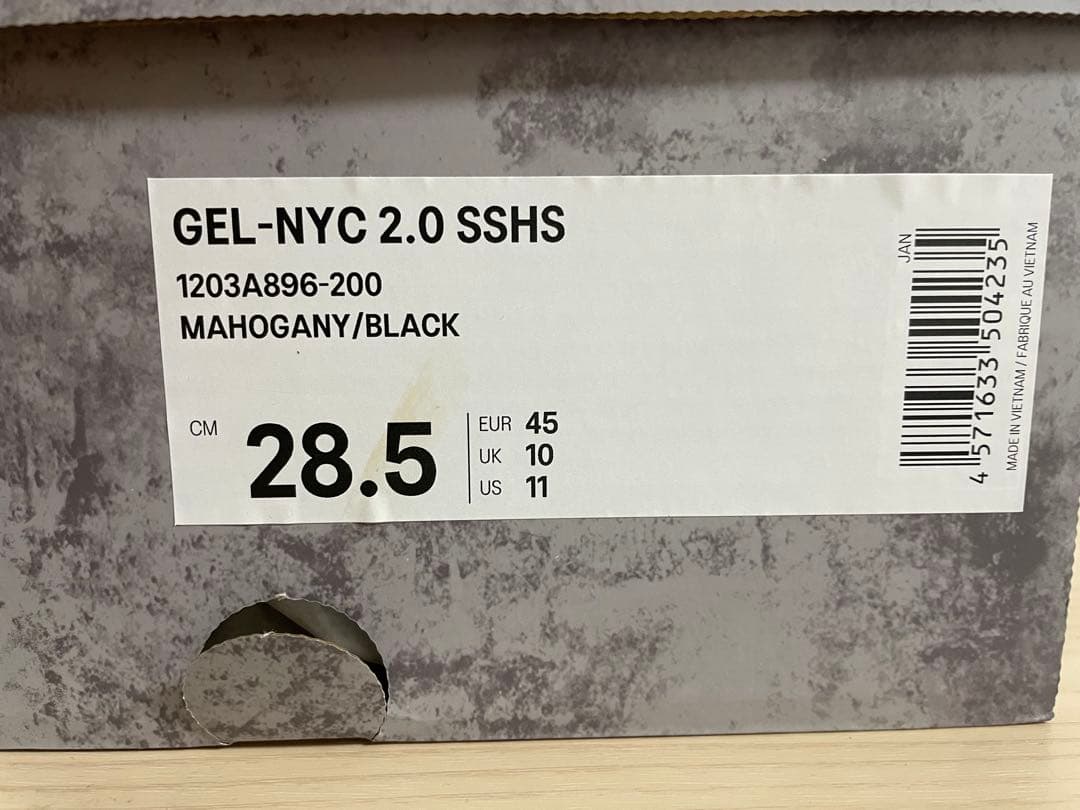 GEL-NYC 2.0 SSHS
1203A896-200
MAHOGANY/BLACK
CM 28.5
EUR 45
UK 10
US 11
JAN
4 571633 504235
MADE IN VIETNAM / FABRIQUE AU VIETNAM